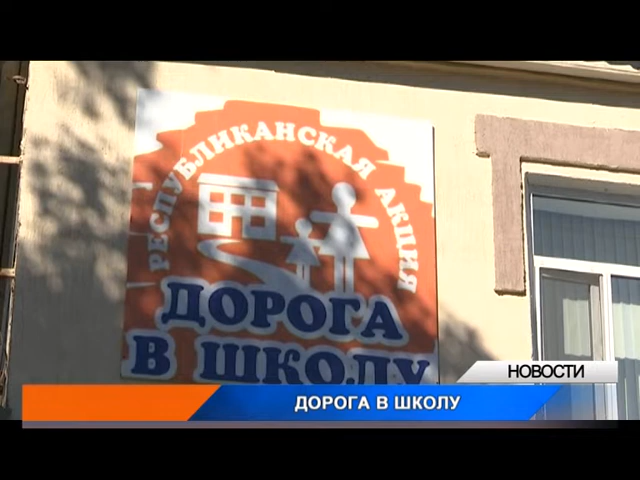 РЕСПУБЛИКАНСКАЯ АКЦИЯ
ДОРОГА
В ШКОЛУ
НОВОСТИ
ДОРОГА В ШКОЛУ